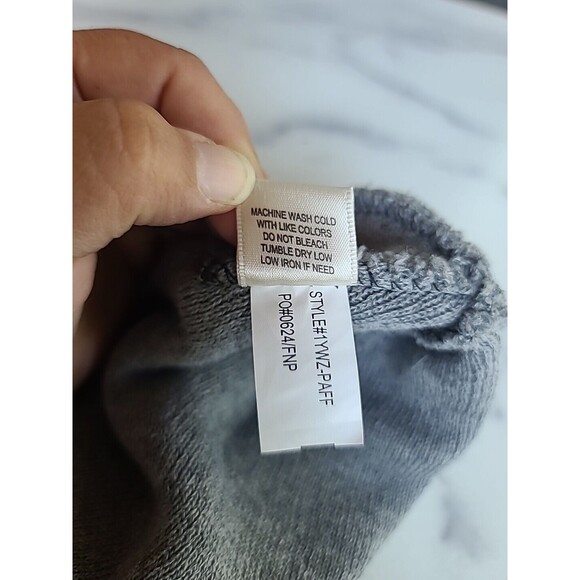 MACHINE WASH COLD
WITH LIKE COLORS
DO NOT BLEACH
TUMBLE DRY LOW
LOW IRON IF NEED
STYLE#1YWZ-PAFF
PO#0624/FNP